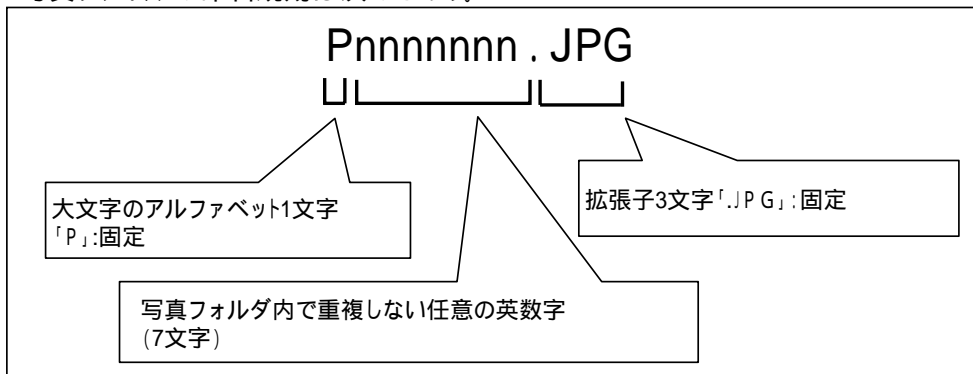 Pnnnnnnn.JPG
大文字のアルファベット1文字
「P」:固定
拡張子3文字「.JPG」:固定
写真フォルダ内で重複しない任意の英数字
(7文字)